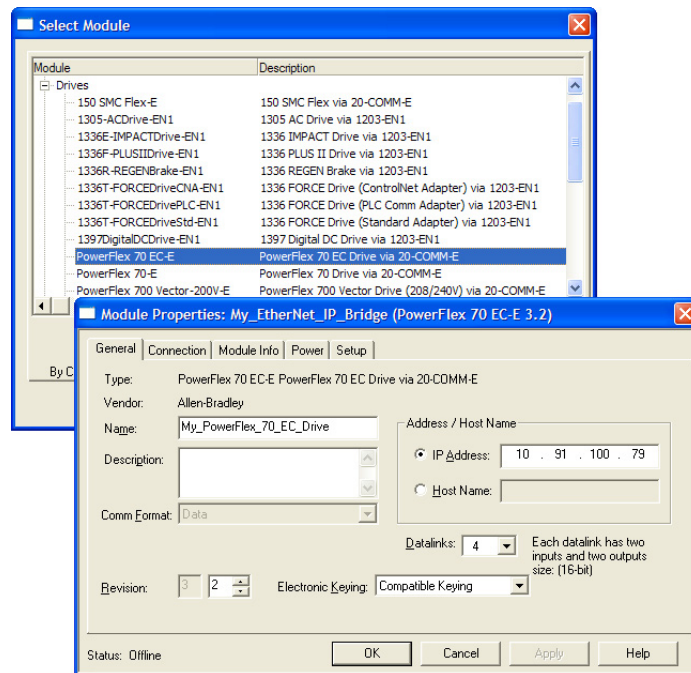 Select Module
Module Description
Drives
150 SMC Flex-E 150 SMC Flex via 20-COMM-E
1305-ACDrive-EN1 1305 AC Drive via 1203-EN1
1336E-IMPACTDrive-EN1 1336 IMPACT Drive via 1203-EN1
1336F-PLUSIIDrive-EN1 1336 PLUS II Drive via 1203-EN1
1336R-REGENBrake-EN1 1336 REGEN Brake via 1203-EN1
1336T-FORCEDriveCNA-EN1 1336 FORCE Drive (ControlNet Adapter) via 1203-EN1
1336T-FORCEDrivePLC-EN1 1336 FORCE Drive (PLC Comm Adapter) via 1203-EN1
1336T-FORCEDriveStd-EN1 1336 FORCE Drive (Standard Adapter) via 1203-EN1
1397DigitalDCDrive-EN1 1397 Digital DC Drive via 1203-EN1
PowerFlex 70 EC-E PowerFlex 70 EC Drive via 20-COMM-E
PowerFlex 70-E PowerFlex 70 Drive via 20-COMM-E
PowerFlex 700 Vector-200V-E PowerFlex 700 Vector Drive (208/240V) via 20-COMM-E
By C
Module Properties: My_EtherNet_IP_Bridge (PowerFlex 70 EC-E 3.2)
General Connection Module Info Power Setup
Type: PowerFlex 70 EC-E PowerFlex 70 EC Drive via 20-COMM-E
Vendor: Allen-Bradley
Name: My_PowerFlex_70_EC_Drive
Address / Host Name
IP Address: 10 . 91 . 100 . 79
Description:
Host Name:
Comm Format: Data
Datalinks: 4
Each datalink has two
inputs and two outputs
size: (16-bit)
Revision: 3 2
Electronic Keying: Compatible Keying
Status: Offline
OK Cancel Apply Help